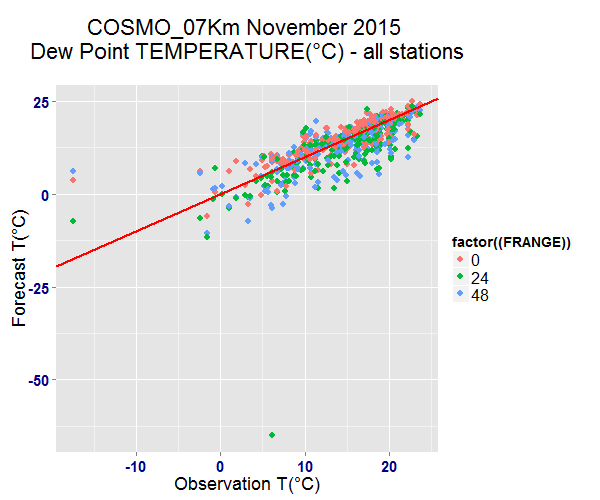 COSMO_07Km November 2015
Dew Point TEMPERATURE(°C) - all stations
25
0
-25
-50
Forecast T(°C)
-10
0
10
20
Observation T(°C)
factor((FRANGE))
0
24
48